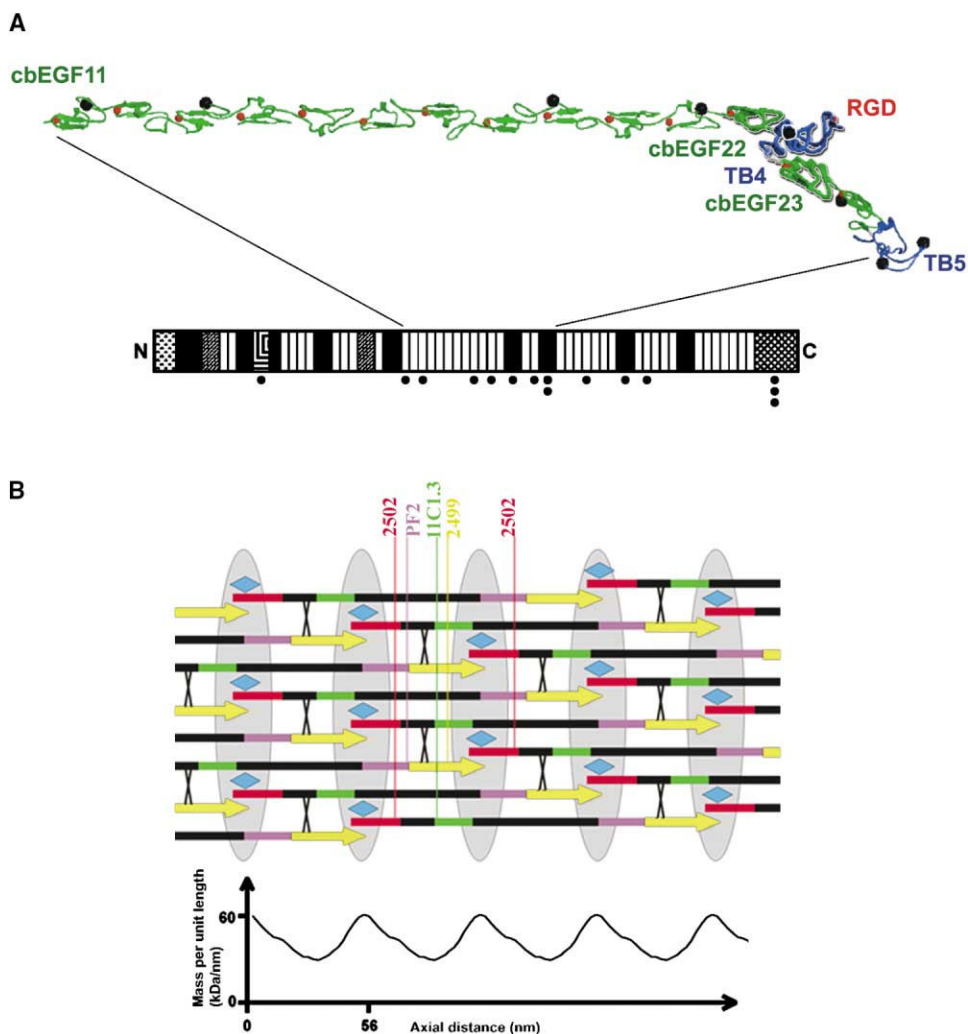 A
cbEGF11
RGD
cbEGF22
TB4
cbEGF23
TB5
N
C
B
2502
PF2
11C1.3
2499
2502
Mass per unit length
(kDa/nm)
60
0
0
56
Axial distance (nm)